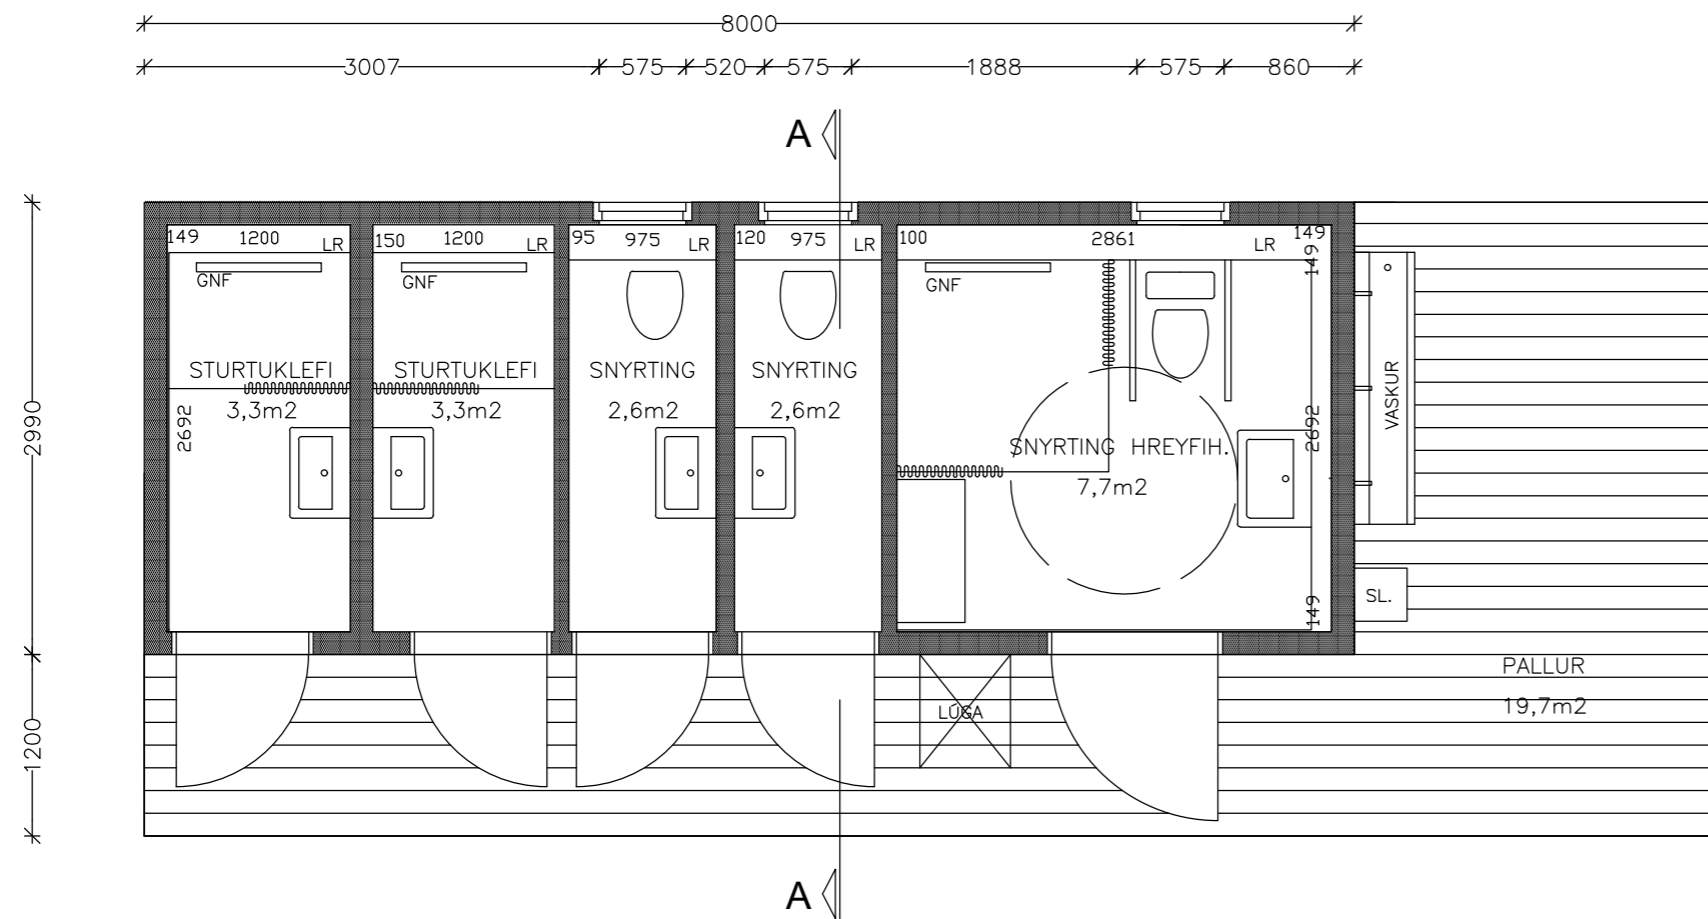 8000
3007 575 520 575 1888 575 860
A
149 1200 LR 150 1200 LR 95 975 LR 120 975 LR 100 2861 LR 149
149
GNF GNF GNF
STURTUKLEFI STURTUKLEFI SNYRTING SNYRTING
3,3m2 3,3m2 2,6m2 2,6m2
VASKUR
2990
2692
2692
SNYRTING HREYFIH.
7,7m2
SL.
149
PALLUR
19,7m2
LÚGA
1200
A